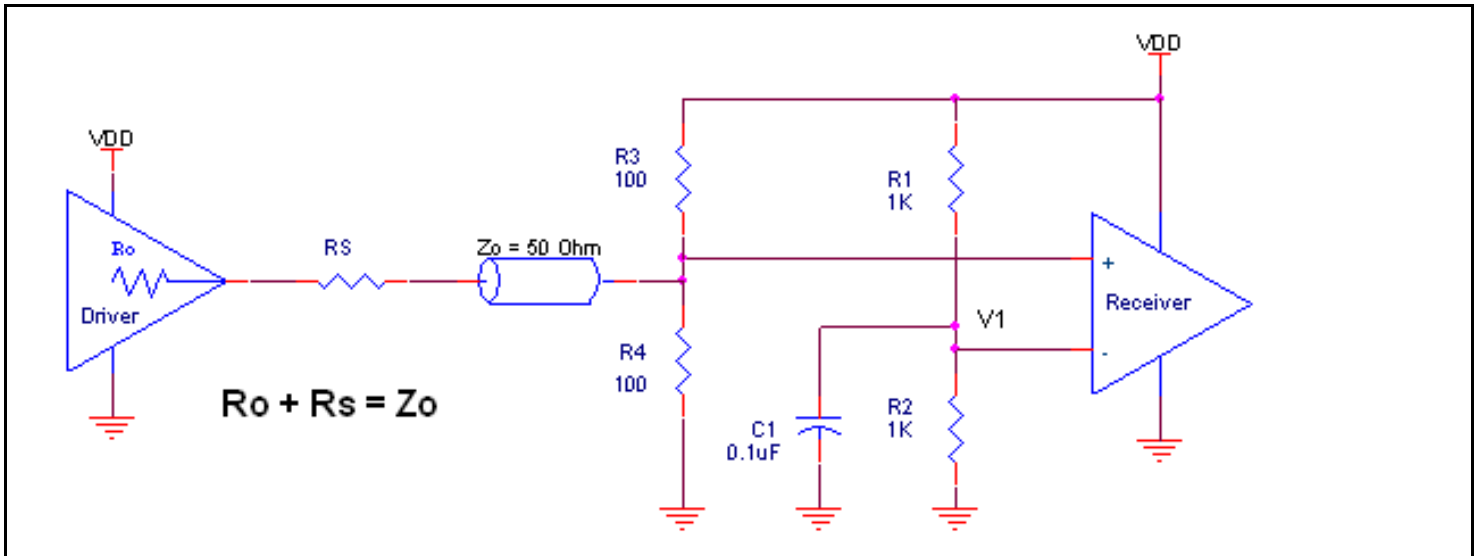 VDD
VDD
R3
100
R1
1K
Ro
RS
Zo = 50 Ohm
+
Driver
Receiver
V1
-
R4
100
Ro + Rs = Zo
R2
1K
C1
0.1uF